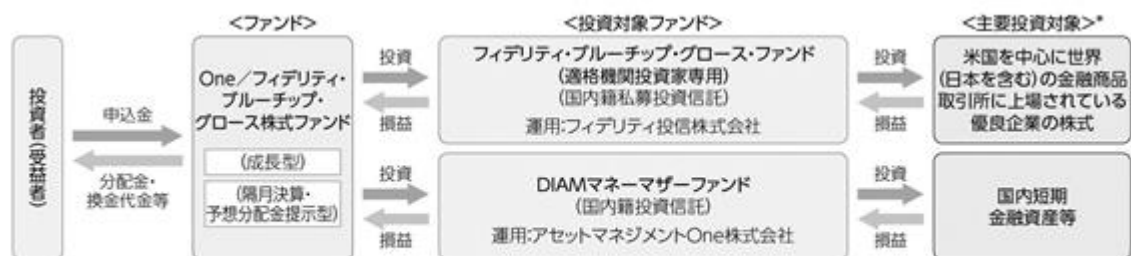 <ファンド>
<投資対象ファンド>
<主要投資対象>*
投資者(受益者)
申込金
分配金・
換金代金等
One/フィデリティ・
ブルーチップ・
グロース株式ファンド
(成長型)
(隔月決算・
予想分配金提示型)
投資
損益
フィデリティ・ブルーチップ・グロース・ファンド
(適格機関投資家専用)
(国内籍私募投資信託)
運用:フィデリティ投信株式会社
投資
損益
米国を中心に世界
(日本を含む)の金融商品
取引所に上場されている
優良企業の株式
投資
損益
DIAMマネーマザーファンド
(国内籍投資信託)
運用:アセットマネジメントOne株式会社
投資
損益
国内短期
金融資産等